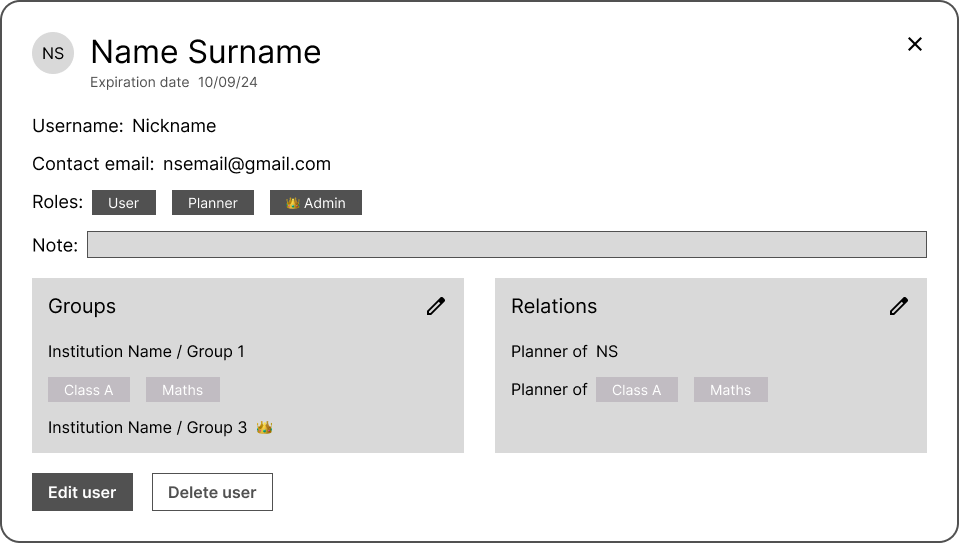 NS
Name Surname
Expiration date 10/09/24
Username: Nickname
Contact email: nsemail@gmail.com
Roles: User Planner Admin
Note:
Groups
Institution Name / Group 1
Class A Maths
Institution Name / Group 3
Relations
Planner of NS
Planner of Class A Maths
Edit user Delete user